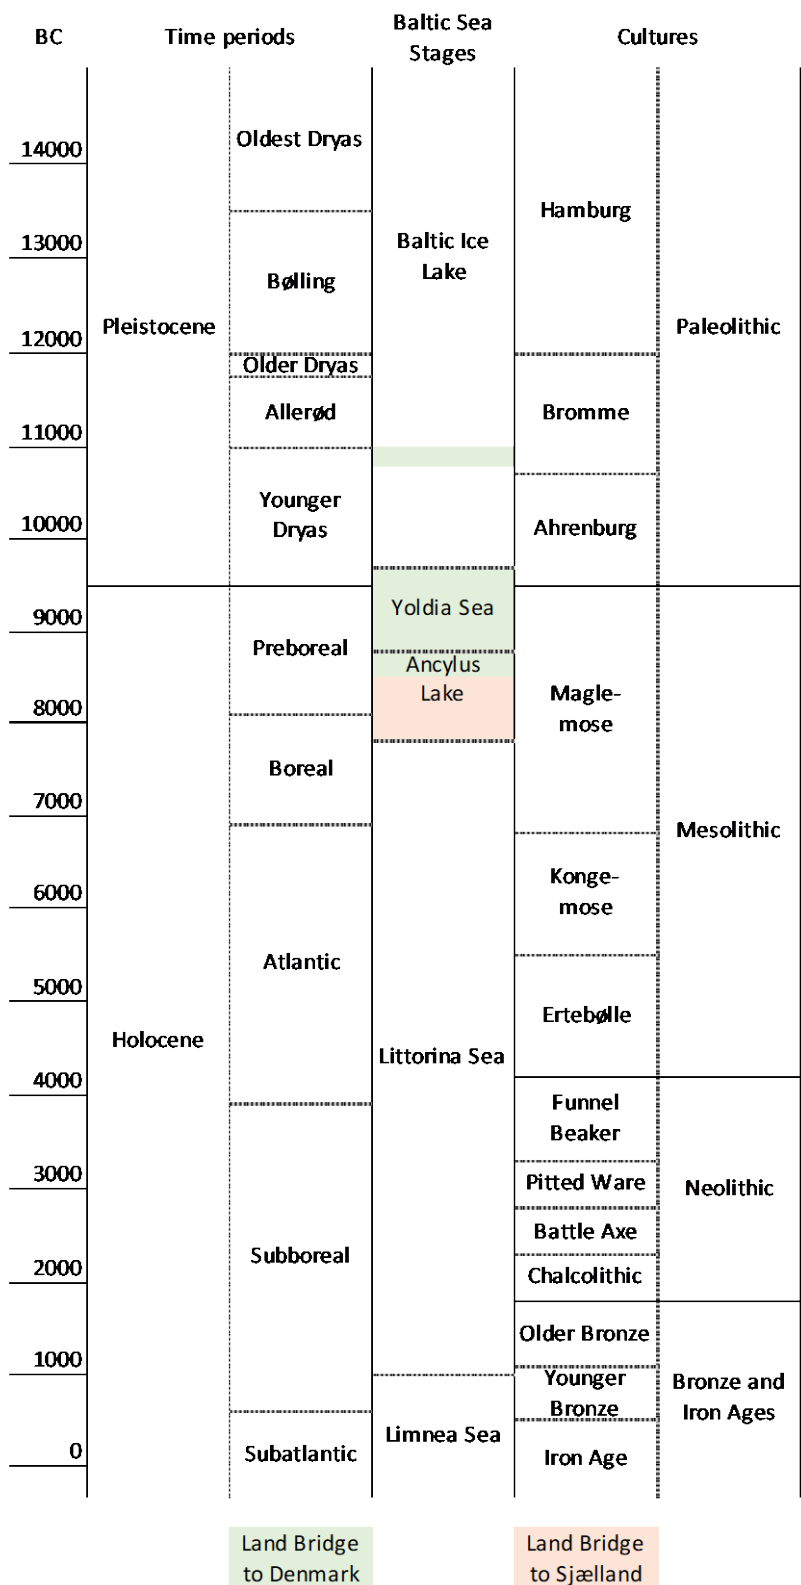 BC
Time periods
Baltic Sea
Stages
Cultures
14000
13000
12000
11000
10000
9000
8000
7000
6000
5000
4000
3000
2000
1000
0
Pleistocene
Holocene
Oldest Dryas
Bølling
Older Dryas
Allerød
Younger
Dryas
Preboreal
Boreal
Atlantic
Subboreal
Subatlantic
Baltic Ice
Lake
Yoldia Sea
Ancylus
Lake
Littorina Sea
Limnea Sea
Hamburg
Bromme
Ahrenburg
Magle-
mose
Konge-
mose
Ertebølle
Funnel
Beaker
Pitted Ware
Battle Axe
Chalcolithic
Older Bronze
Younger
Bronze
Iron Age
Paleolithic
Mesolithic
Neolithic
Bronze and
Iron Ages
Land Bridge
to Denmark
Land Bridge
to Sjælland